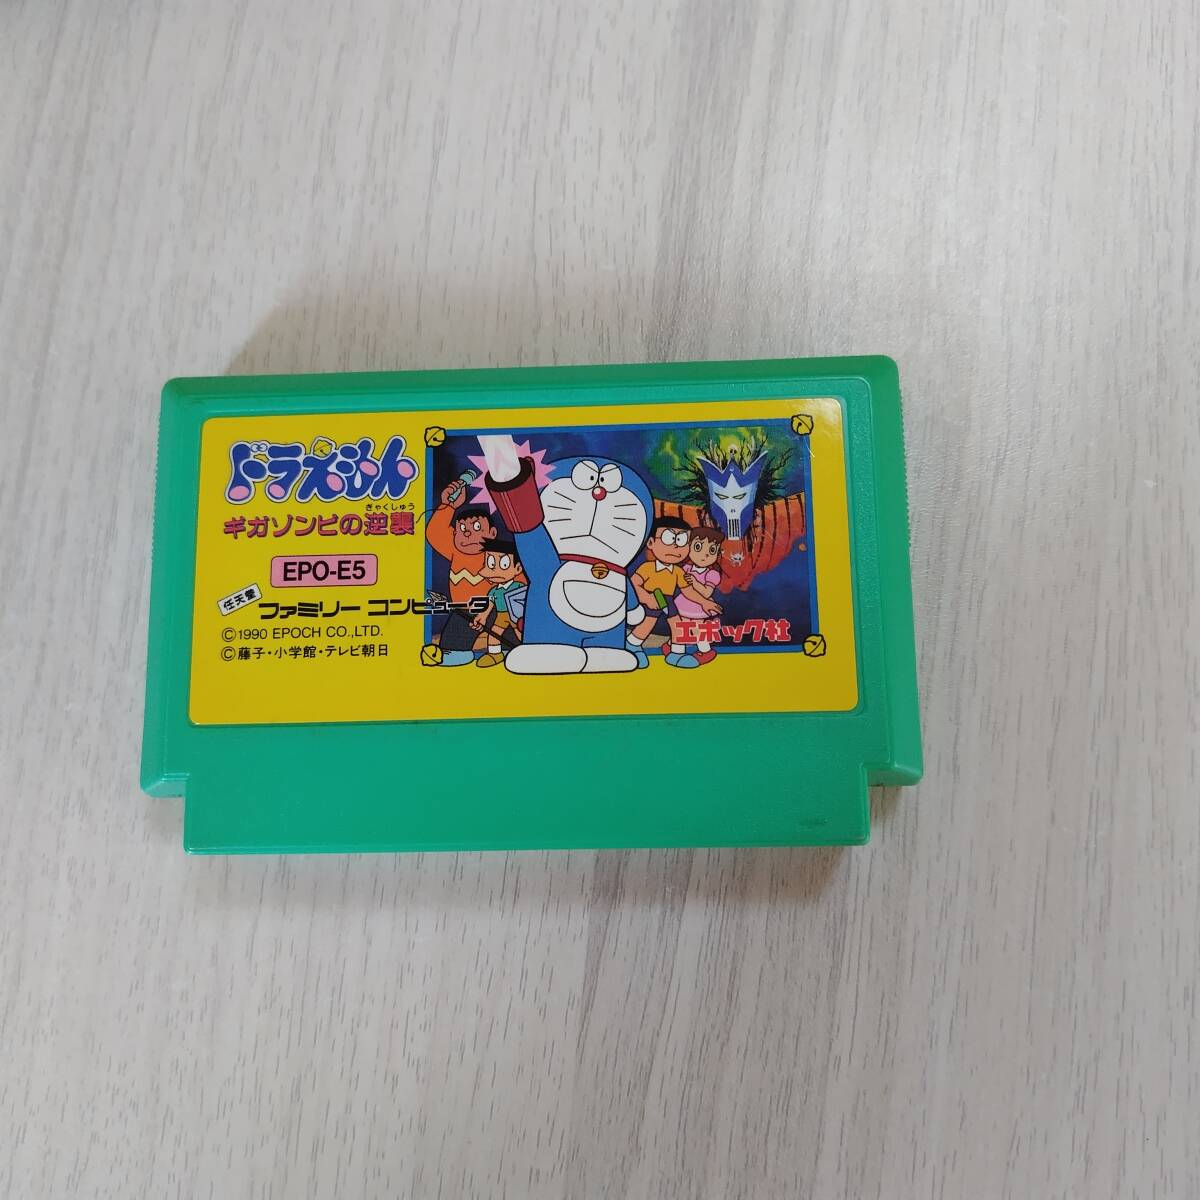 ドラえもん
ぎゃくしゅう
ギガゾンビの逆襲
EPO-E5
任天堂 ファミリー コンピュータ
©1990 EPOCH CO.,LTD.
©藤子・小学館・テレビ朝日
エポック社